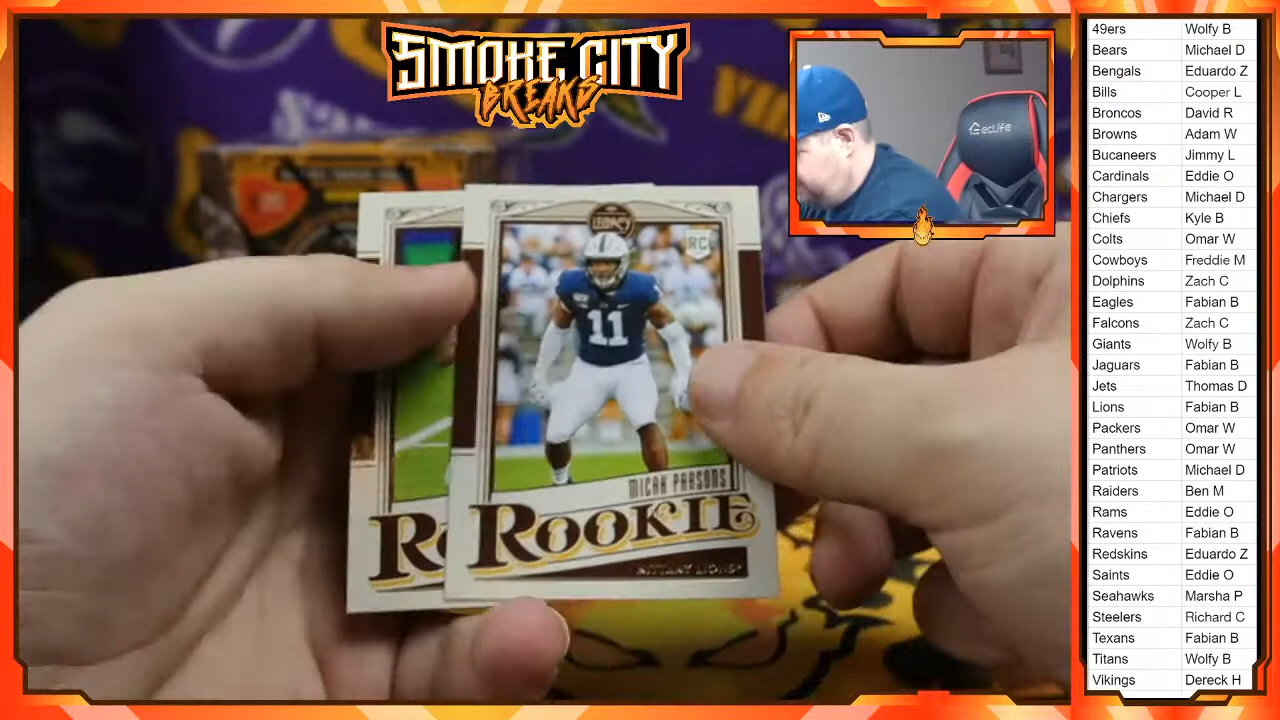 SMOKE CITY
BREAKS
GeeLife
LEGACY
RC
11
MICAH PARSONS
ROOKIE
NITTANY LIONS
Ro
49ers Wolfy B
Bears Michael D
Bengals Eduardo Z
Bills Cooper L
Broncos David R
Browns Adam W
Bucaneers Jimmy L
Cardinals Eddie O
Chargers Michael D
Chiefs Kyle B
Colts Omar W
Cowboys Freddie M
Dolphins Zach C
Eagles Fabian B
Falcons Zach C
Giants Wolfy B
Jaguars Fabian B
Jets Thomas D
Lions Fabian B
Packers Omar W
Panthers Omar W
Patriots Michael D
Raiders Ben M
Rams Eddie O
Ravens Fabian B
Redskins Eduardo Z
Saints Eddie O
Seahawks Marsha P
Steelers Richard C
Texans Fabian B
Titans Wolfy B
Vikings Dereck H